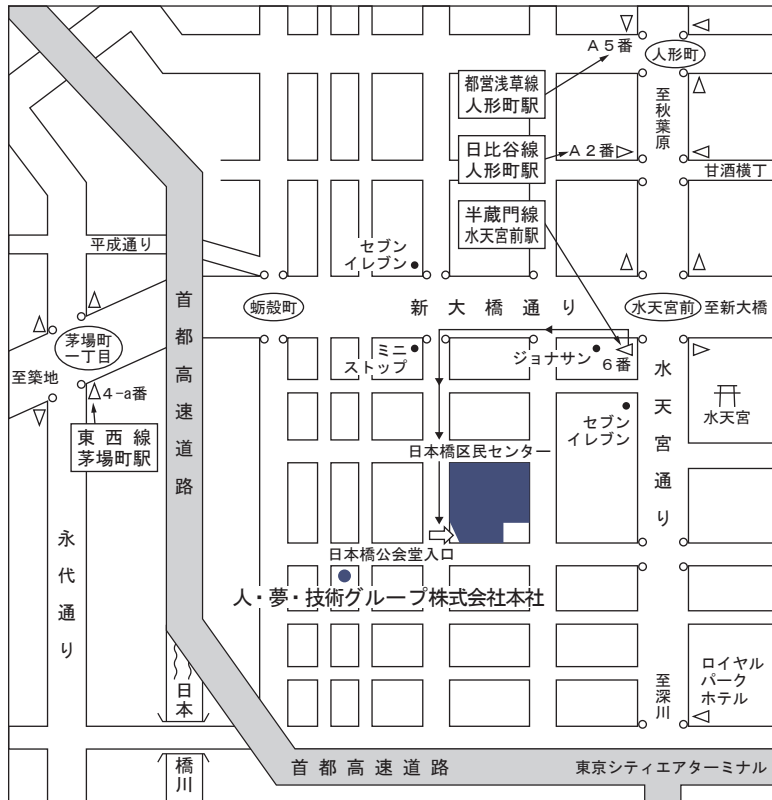 A5番
人形町
都営浅草線
人形町駅
至秋葉原
日比谷線
人形町駅
A2番
甘酒横丁
半蔵門線
水天宮前駅
平成通り
セブン
イレブン
首都高速道路
蛎殻町
新大橋通り
水天宮前
至新大橋
茅場町
一丁目
ミニ
ストップ
ジョナサン
6番
至築地
4-a番
東西線
茅場町駅
水天宮通り
水天宮
セブン
イレブン
日本橋区民センター
永代通り
日本橋公会堂入口
人・夢・技術グループ株式会社本社
日本
橋川
至深川
ロイヤル
パーク
ホテル
首都高速道路
東京シティエアターミナル